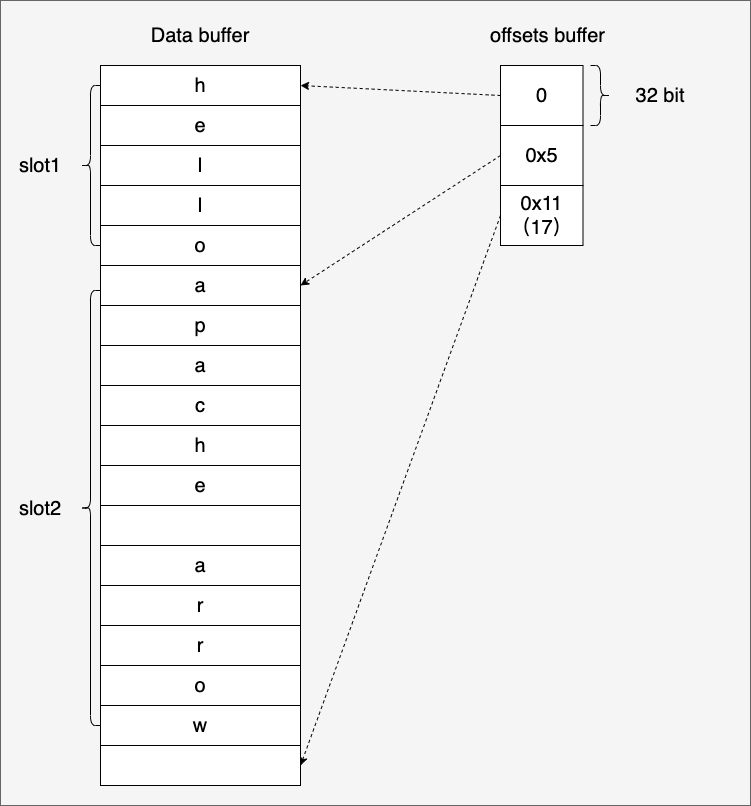 Data buffer
offsets buffer
h
e
l
l
o
a
p
a
c
h
e
a
r
r
o
w
slot1
slot2
0
0x5
0x11
（17）
32 bit